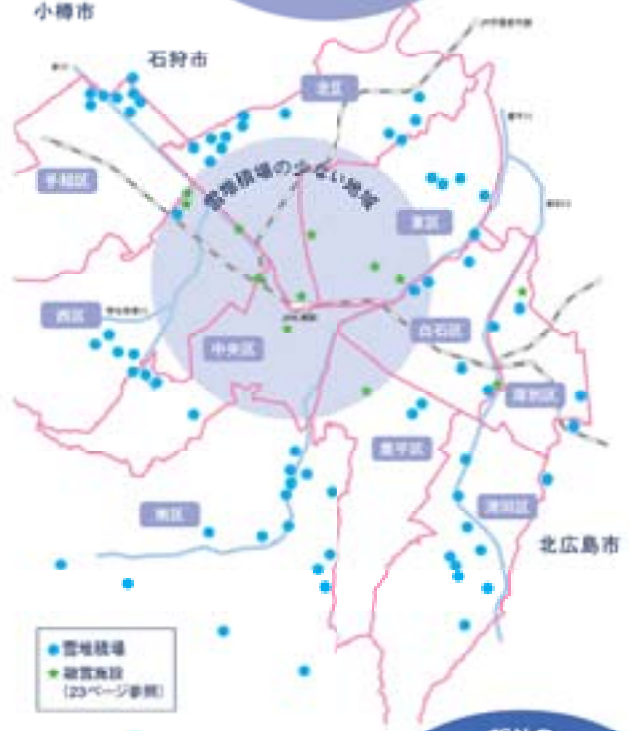 小樽市
石狩市
北区
手稲区
雪堆積場の少ない地域
東区
西区
中央区
白石区
厚別区
豊平区
南区
清田区
北広島市
雪堆積場
融雪施設
(23ページ参照)